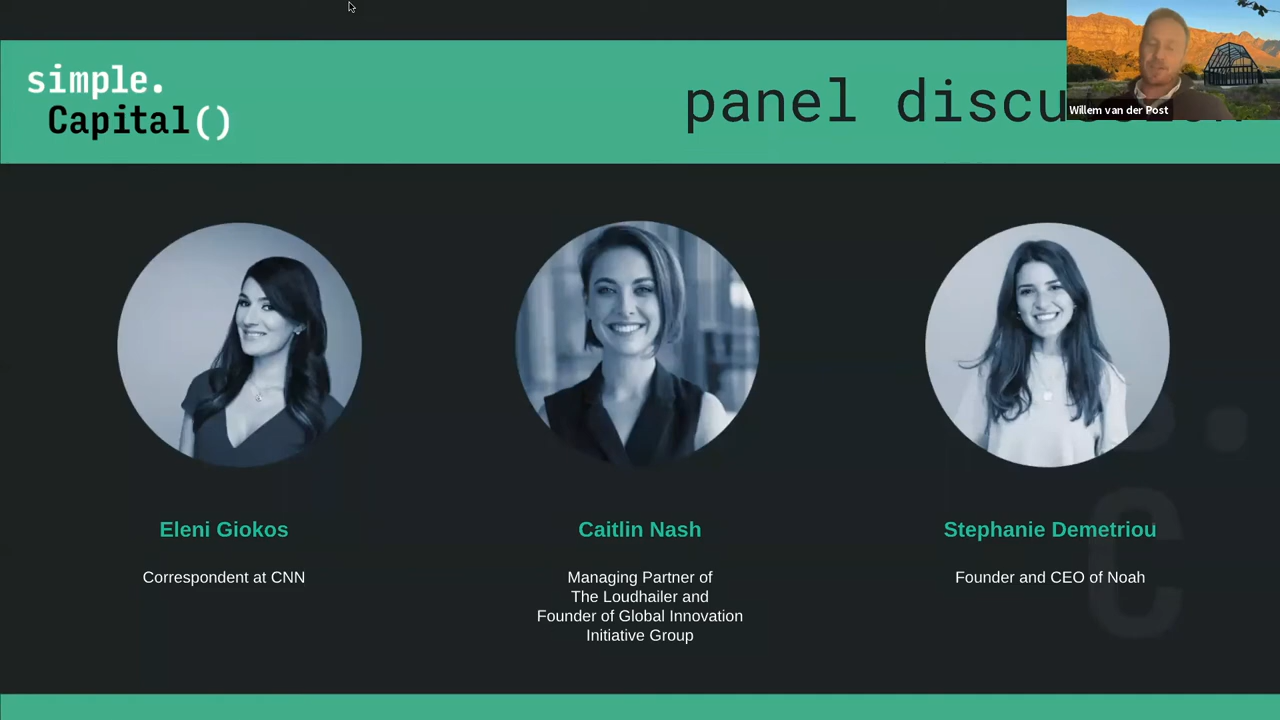 simple.
Capital()
panel discu
Willem van der Post
Eleni Giokos
Correspondent at CNN
Caitlin Nash
Managing Partner of
The Loudhailer and
Founder of Global Innovation
Initiative Group
Stephanie Demetriou
Founder and CEO of Noah